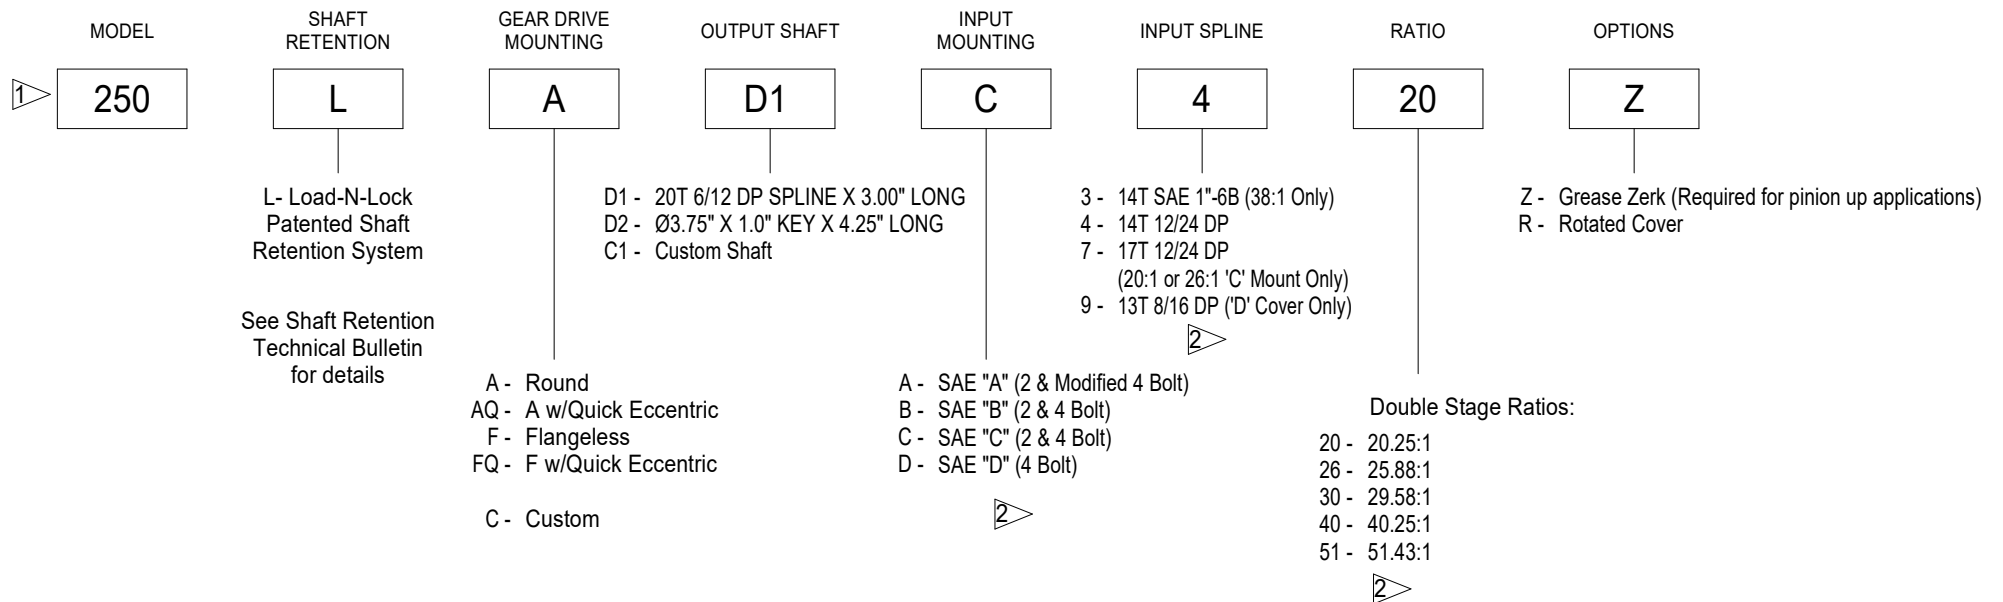 MODEL
SHAFT
RETENTION
GEAR DRIVE
MOUNTING
OUTPUT SHAFT
INPUT
MOUNTING
INPUT SPLINE
RATIO
OPTIONS
1
250
L
A
D1
C
4
20
Z
L- Load-N-Lock
Patented Shaft
Retention System
See Shaft Retention
Technical Bulletin
for details
A - Round
AQ - A w/Quick Eccentric
F - Flangeless
FQ - F w/Quick Eccentric
C - Custom
D1 - 20T 6/12 DP SPLINE X 3.00" LONG
D2 - Ø3.75" X 1.0" KEY X 4.25" LONG
C1 - Custom Shaft
A - SAE "A" (2 & Modified 4 Bolt)
B - SAE "B" (2 & 4 Bolt)
C - SAE "C" (2 & 4 Bolt)
D - SAE "D" (4 Bolt)
2
3 - 14T SAE 1"-6B (38:1 Only)
4 - 14T 12/24 DP
7 - 17T 12/24 DP
(20:1 or 26:1 'C' Mount Only)
9 - 13T 8/16 DP ('D' Cover Only)
2
Double Stage Ratios:
20 - 20.25:1
26 - 25.88:1
30 - 29.58:1
40 - 40.25:1
51 - 51.43:1
2
Z - Grease Zerk (Required for pinion up applications)
R - Rotated Cover